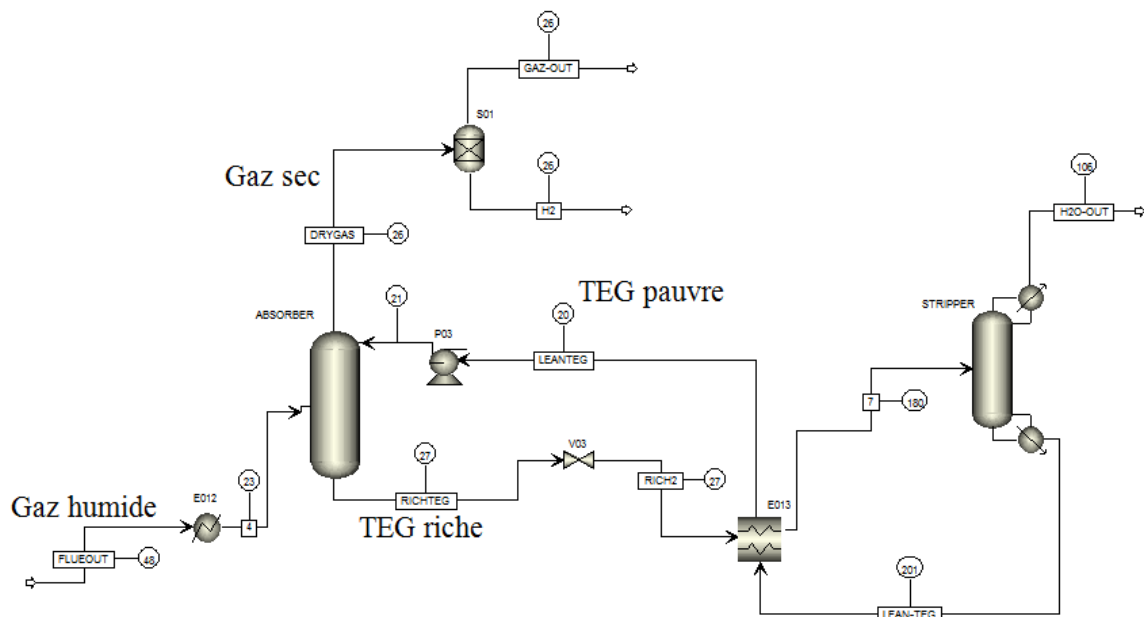 26
GAZ-OUT
S01
Gaz sec
26
H2
106
H2O-OUT
DRYGAS
26
TEG pauvre
21
20
STRIPPER
ABSORBER
P03
LEANTEG
7
180
27
V03
23
RICHTEG
RICH2
27
E013
Gaz humide
E012
4
TEG riche
FLUEOUT
48
201
LEAN-TEG